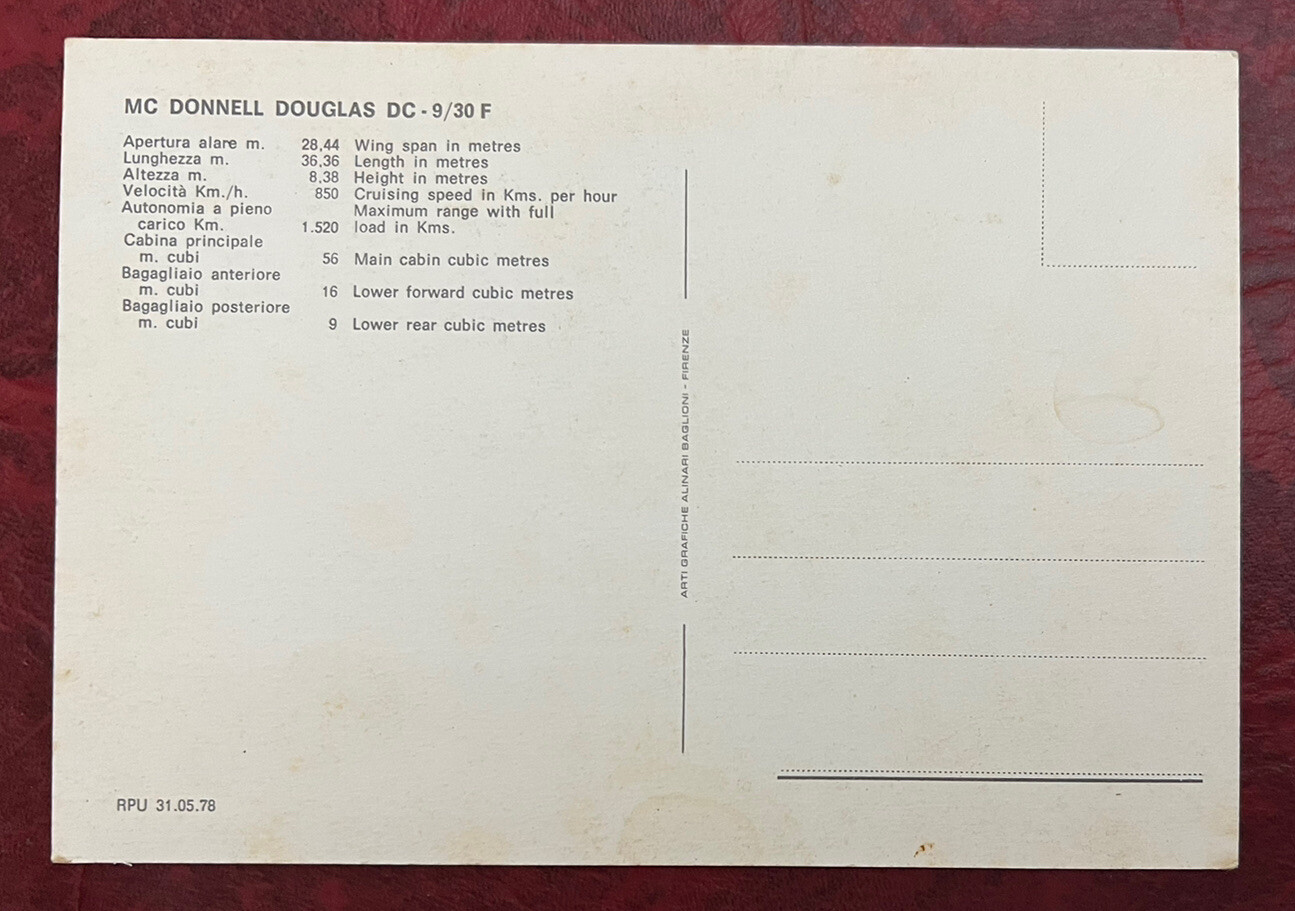 MC DONNELL DOUGLAS DC - 9/30 F
Apertura alare m. 28,44 Wing span in metres
Lunghezza m. 36,36 Length in metres
Altezza m. 8,38 Height in metres
Velocità Km./h. 850 Cruising speed in Kms. per hour
Autonomia a pieno Maximum range with full
carico Km. 1.520 load in Kms.
Cabina principale
m. cubi 56 Main cabin cubic metres
Bagagliaio anteriore
m. cubi 16 Lower forward cubic metres
Bagagliaio posteriore
m. cubi 9 Lower rear cubic metres
RPU 31.05.78
ARTI GRAFICHE ALINARI BAGLIONI - FIRENZE